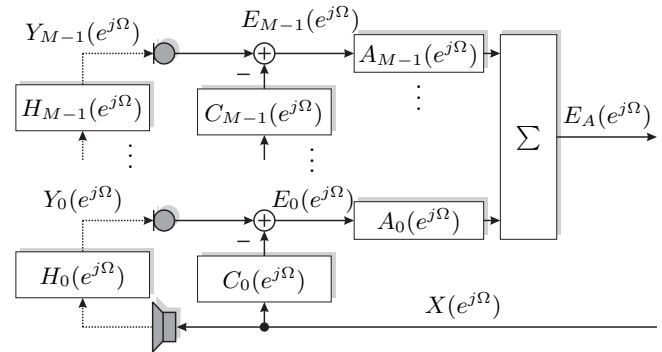 Y_{M−1}(e^{jΩ}) E_{M−1}(e^{jΩ})
+ A_{M−1}(e^{jΩ})
−
H_{M−1}(e^{jΩ}) C_{M−1}(e^{jΩ}) ⋮ Σ E_A(e^{jΩ})
⋮ ⋮
Y_0(e^{jΩ}) E_0(e^{jΩ})
+ A_0(e^{jΩ})
−
H_0(e^{jΩ}) C_0(e^{jΩ})
X(e^{jΩ})